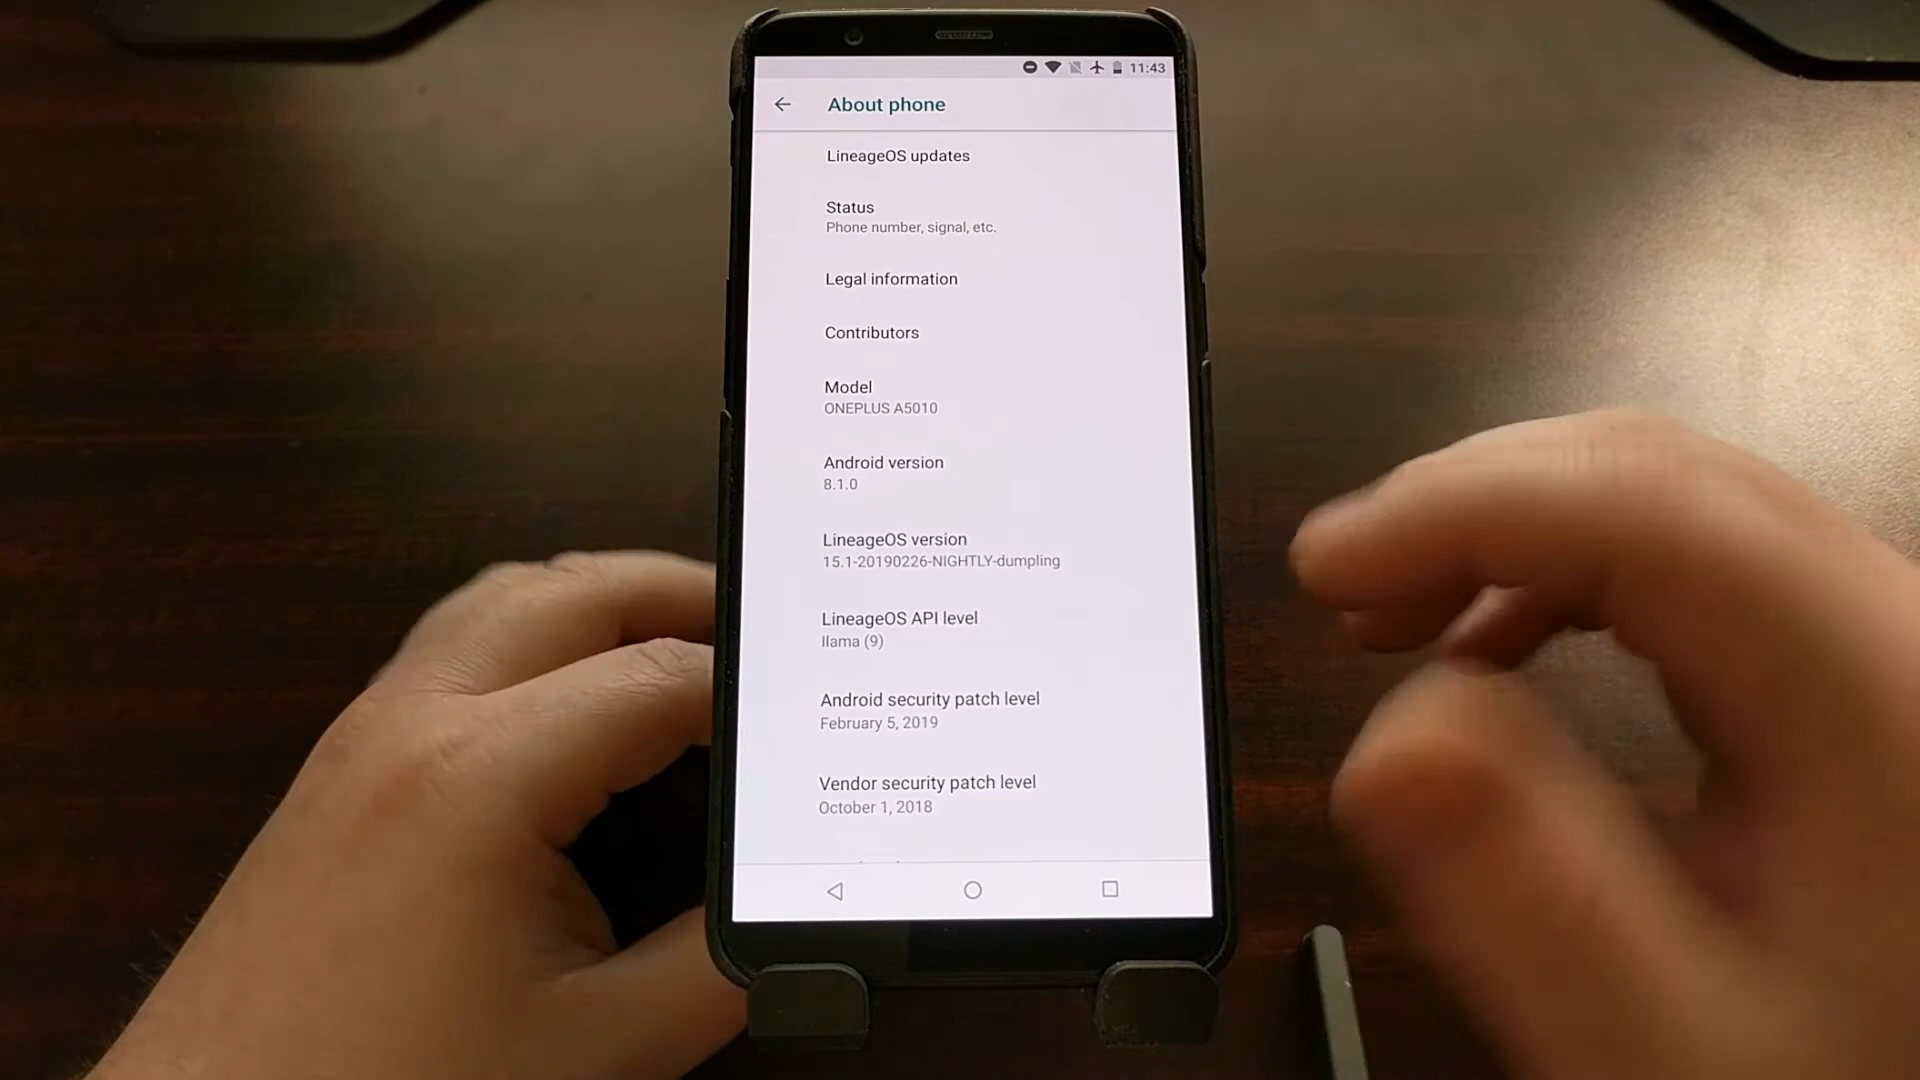 11:43
About phone
LineageOS updates
Status
Phone number, signal, etc.
Legal information
Contributors
Model
ONEPLUS A5010
Android version
8.1.0
LineageOS version
15.1-20190226-NIGHTLY-dumpling
LineageOS API level
llama (9)
Android security patch level
February 5, 2019
Vendor security patch level
October 1, 2018